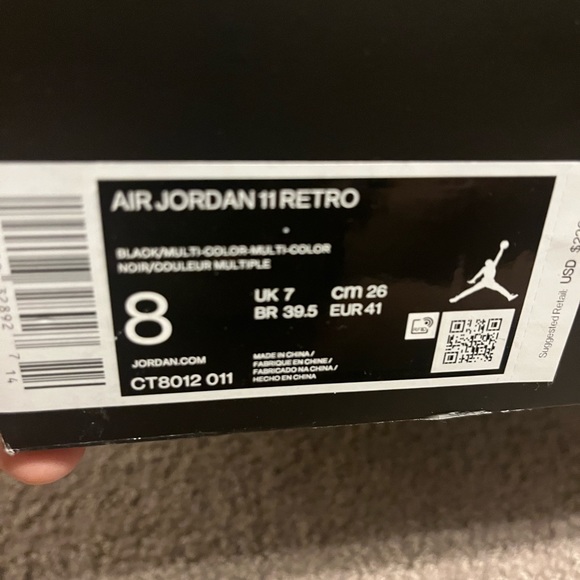 AIR JORDAN 11 RETRO
BLACK/MULTI-COLOR-MULTI-COLOR
NOIR/COULEUR MULTIPLE
8
UK 7 cm 26
BR 39.5 EUR 41
JORDAN.COM
CT8012 011
MADE IN CHINA/
FABRIQUE EN CHINE/
FABRICADO NA CHINA/
HECHO EN CHINA
Suggested Retail: USD
714